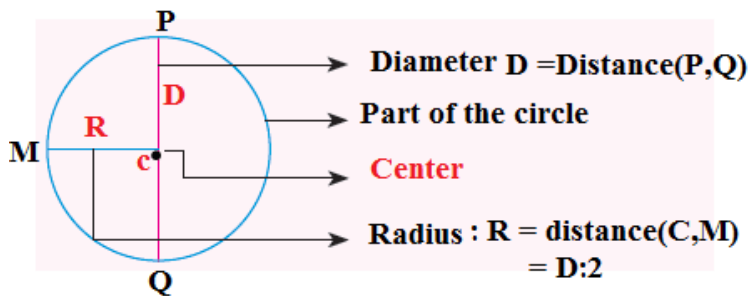 P
Diameter D =Distance(P,Q)
D
R
Part of the circle
M
c
Center
Radius : R = distance(C,M)
= D:2
Q